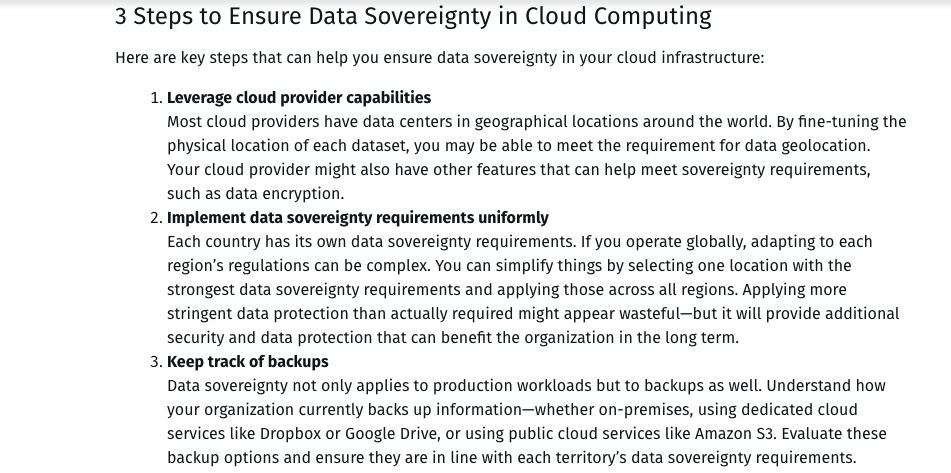 3 Steps to Ensure Data Sovereignty in Cloud Computing
Here are key steps that can help you ensure data sovereignty in your cloud infrastructure:
1. Leverage cloud provider capabilities
Most cloud providers have data centers in geographical locations around the world. By fine-tuning the
physical location of each dataset, you may be able to meet the requirement for data geolocation.
Your cloud provider might also have other features that can help meet sovereignty requirements,
such as data encryption.
2. Implement data sovereignty requirements uniformly
Each country has its own data sovereignty requirements. If you operate globally, adapting to each
region’s regulations can be complex. You can simplify things by selecting one location with the
strongest data sovereignty requirements and applying those across all regions. Applying more
stringent data protection than actually required might appear wasteful—but it will provide additional
security and data protection that can benefit the organization in the long term.
3. Keep track of backups
Data sovereignty not only applies to production workloads but to backups as well. Understand how
your organization currently backs up information—whether on-premises, using dedicated cloud
services like Dropbox or Google Drive, or using public cloud services like Amazon S3. Evaluate these
backup options and ensure they are in line with each territory’s data sovereignty requirements.